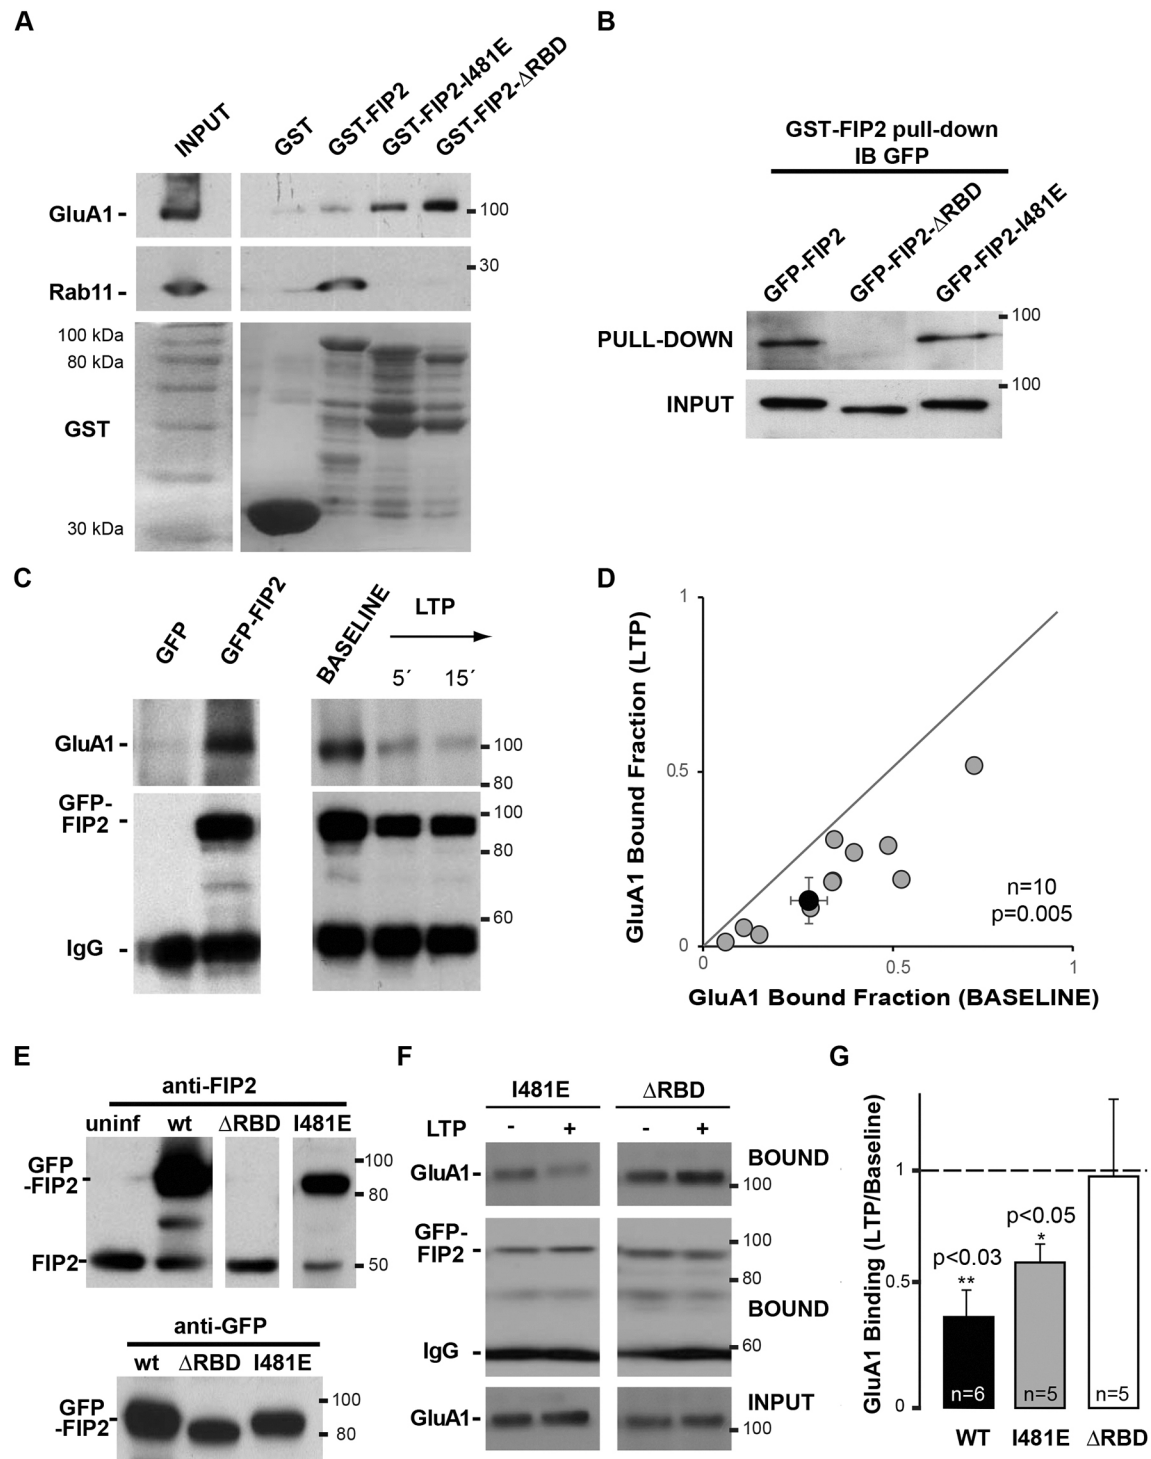 A
INPUT
GST
GST-FIP2
GST-FIP2-I481E
GST-FIP2-ΔRBD
GluA1
100
Rab11
30
100 kDa
80 kDa
GST
30 kDa
B
GST-FIP2 pull-down
IB GFP
GFP-FIP2
GFP-FIP2-ΔRBD
GFP-FIP2-I481E
PULL-DOWN
100
INPUT
100
C
GFP
GFP-FIP2
BASELINE
LTP
5´
15´
GluA1
100
80
GFP-
FIP2
100
80
60
IgG
D
GluA1 Bound Fraction (LTP)
1
0.5
0
n=10
p=0.005
0
0.5
1
GluA1 Bound Fraction (BASELINE)
E
anti-FIP2
uninf
wt
ΔRBD
I481E
GFP
-FIP2
100
80
FIP2
50
anti-GFP
wt
ΔRBD
I481E
GFP
-FIP2
100
80
F
I481E
ΔRBD
LTP
-
+
-
+
GluA1
BOUND
100
GFP-
FIP2
100
80
BOUND
IgG
60
GluA1
INPUT
100
G
GluA1 Binding (LTP/Baseline)
1
0.5
0
p<0.03
**
p<0.05
*
n=6
n=5
n=5
WT
I481E
ΔRBD